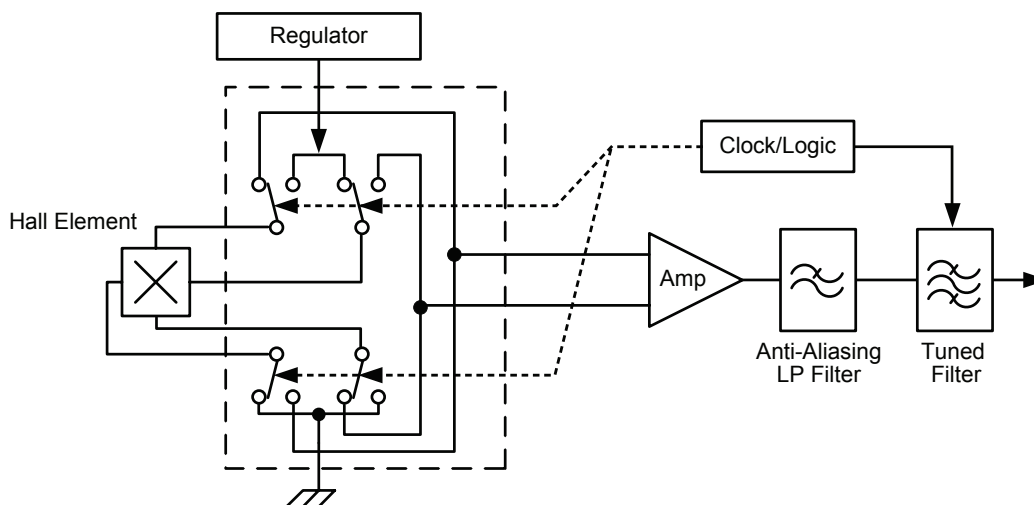 Regulator
Clock/Logic
Hall Element
Amp
Anti-Aliasing
LP Filter
Tuned
Filter